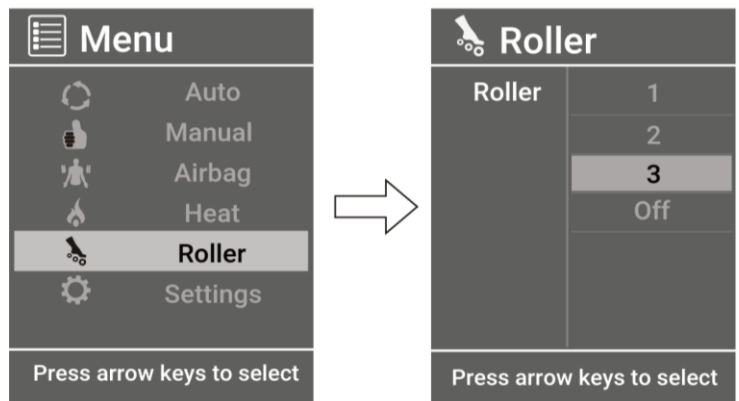 Menu
Auto
Manual
Airbag
Heat
Roller
Settings
Press arrow keys to select
Roller
Roller
1
2
3
Off
Press arrow keys to select